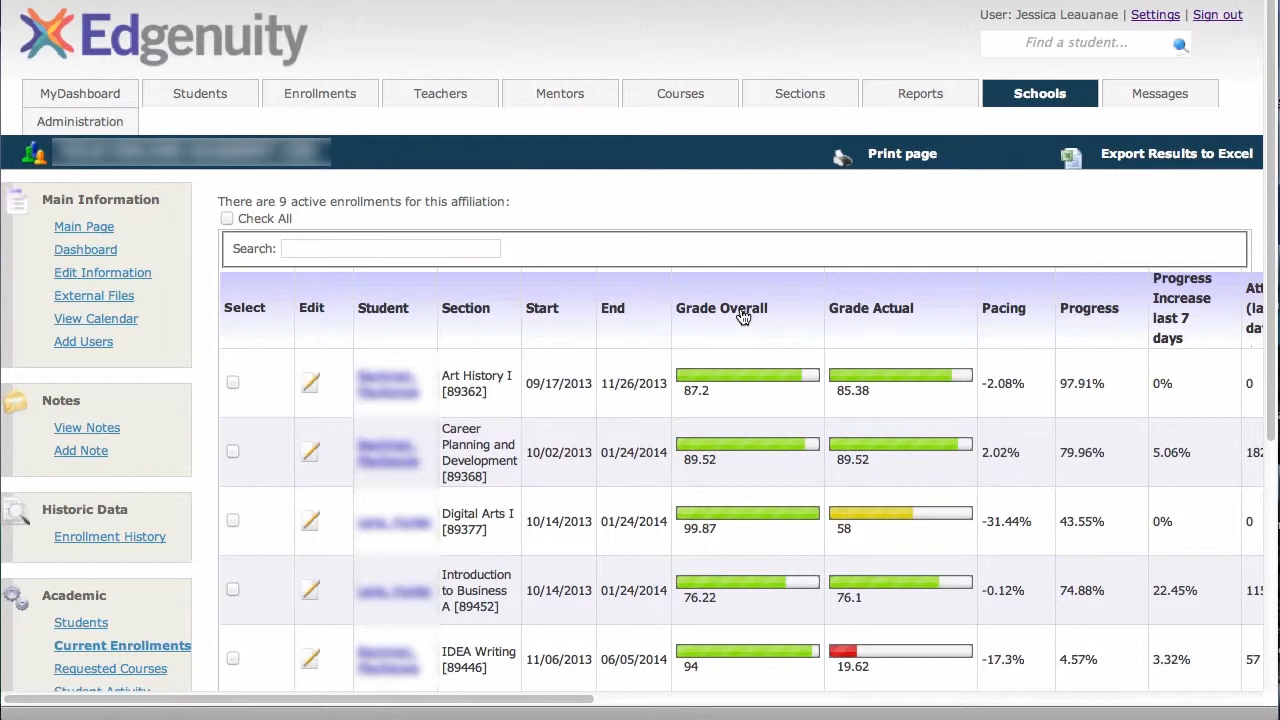 Edgenuity
User: Jessica Leauanae | Settings | Sign out
Find a student...
MyDashboard Students Enrollments Teachers Mentors Courses Sections Reports Schools Messages
Administration
Print page Export Results to Excel
Main Information
Main Page
Dashboard
Edit Information
External Files
View Calendar
Add Users
Notes
View Notes
Add Note
Historic Data
Enrollment History
Academic
Students
Current Enrollments
Requested Courses
Student Activity
There are 9 active enrollments for this affiliation:
Check All
Search:
Select Edit Student Section Start End Grade Overall Grade Actual Pacing Progress
Progress
Increase
last 7
days
Art History I
[89362]
09/17/2013 11/26/2013 87.2 85.38 -2.08% 97.91% 0% 0
Career
Planning and
Development
[89368]
10/02/2013 01/24/2014 89.52 89.52 2.02% 79.96% 5.06% 182
Digital Arts I
[89377]
10/14/2013 01/24/2014 99.87 58 -31.44% 43.55% 0% 0
Introduction
to Business
A [89452]
10/14/2013 01/24/2014 76.22 76.1 -0.12% 74.88% 22.45% 115
IDEA Writing
[89446]
11/06/2013 06/05/2014 94 19.62 -17.3% 4.57% 3.32% 57